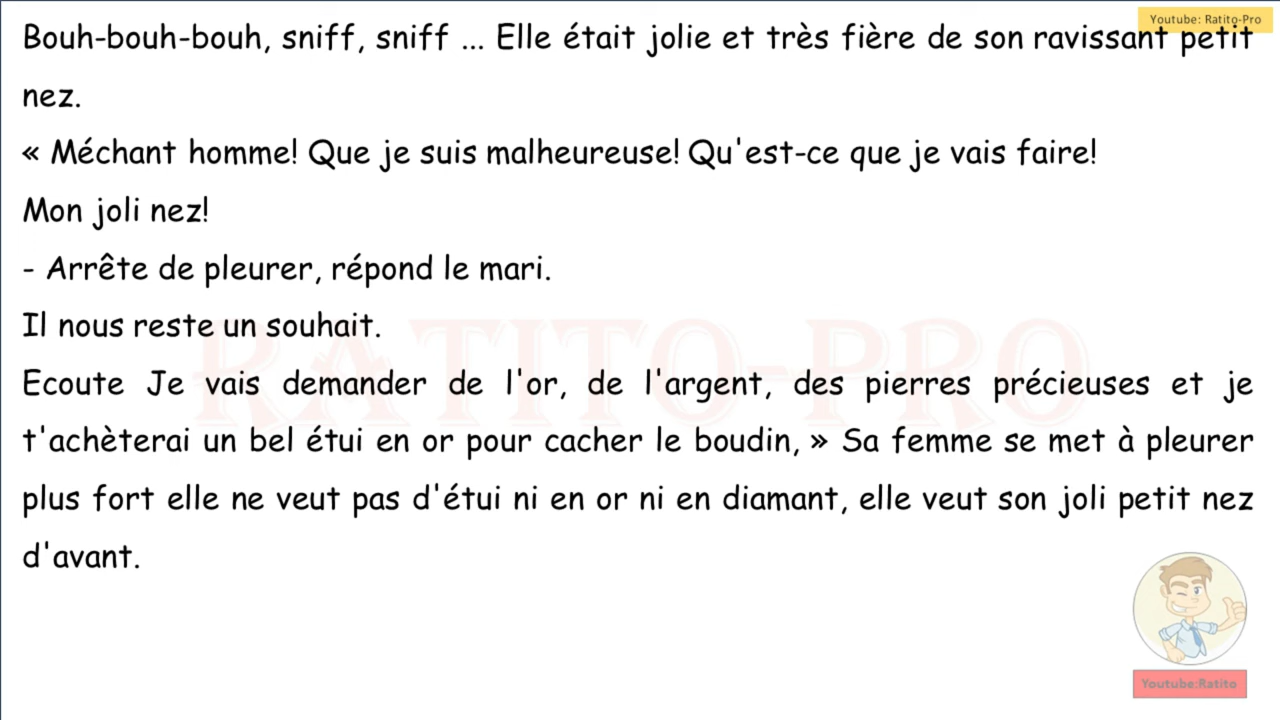 Youtube: Ratito-Pro
Bouh-bouh-bouh, sniff, sniff ... Elle était jolie et très fière de son ravissant petit
nez.
« Méchant homme! Que je suis malheureuse! Qu'est-ce que je vais faire!
Mon joli nez!
- Arrête de pleurer, répond le mari.
Il nous reste un souhait.
RATITO-PRO
Ecoute Je vais demander de l'or, de l'argent, des pierres précieuses et je
t'achèterai un bel étui en or pour cacher le boudin, » Sa femme se met à pleurer
plus fort elle ne veut pas d'étui ni en or ni en diamant, elle veut son joli petit nez
d'avant.
Youtube:Ratito